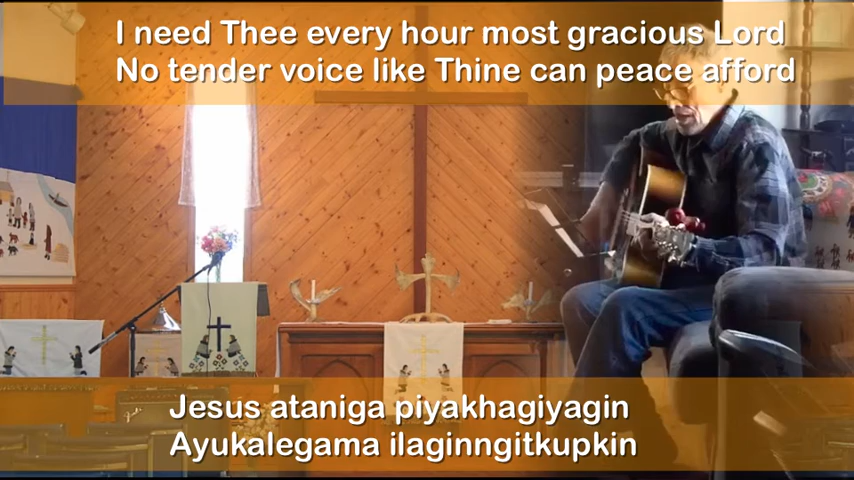 I need Thee every hour most gracious Lord
No tender voice like Thine can peace afford
Jesus ataniga piyakhagiyagin
Ayukalegama ilaginngitkupkin